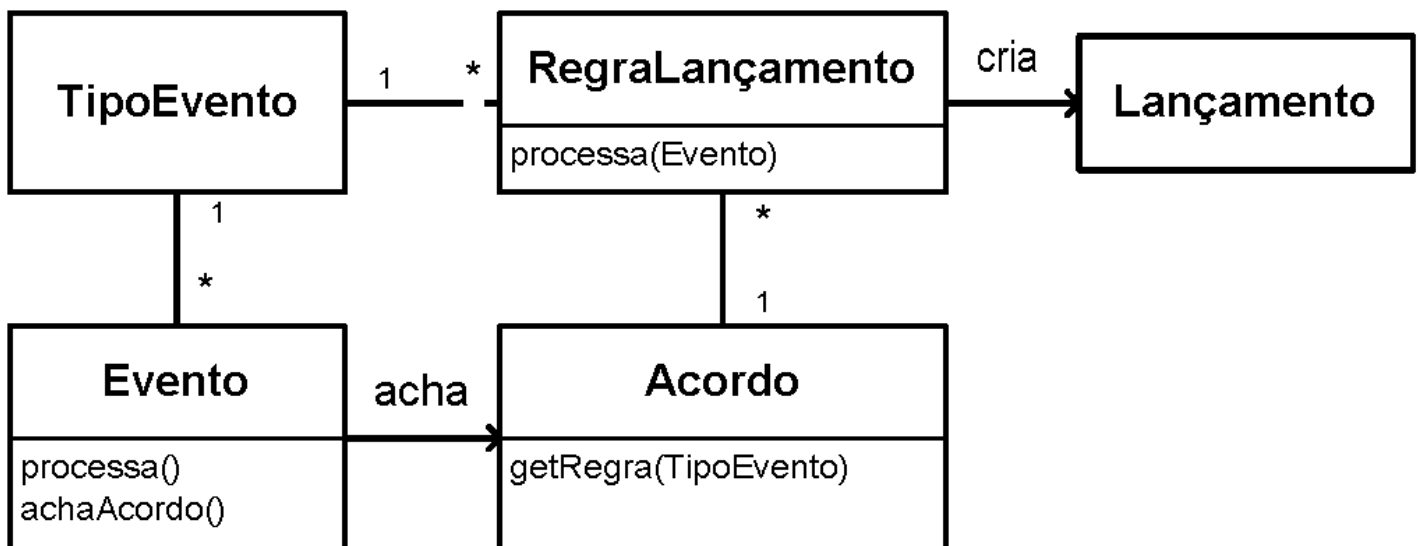 TipoEvento
1
*
RegraLançamento
processa(Evento)
cria
Lançamento
1
*
*
1
Evento
processa()
achaAcordo()
acha
Acordo
getRegra(TipoEvento)